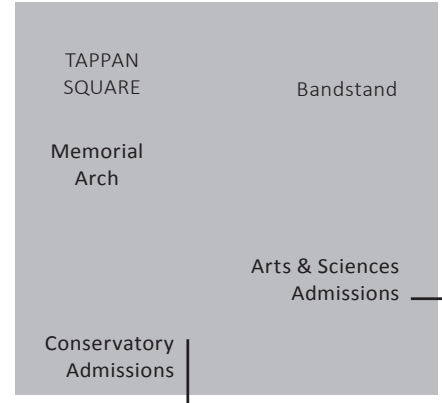 TAPPAN
SQUARE
Bandstand
Memorial
Arch
Arts & Sciences
Admissions
Conservatory
Admissions